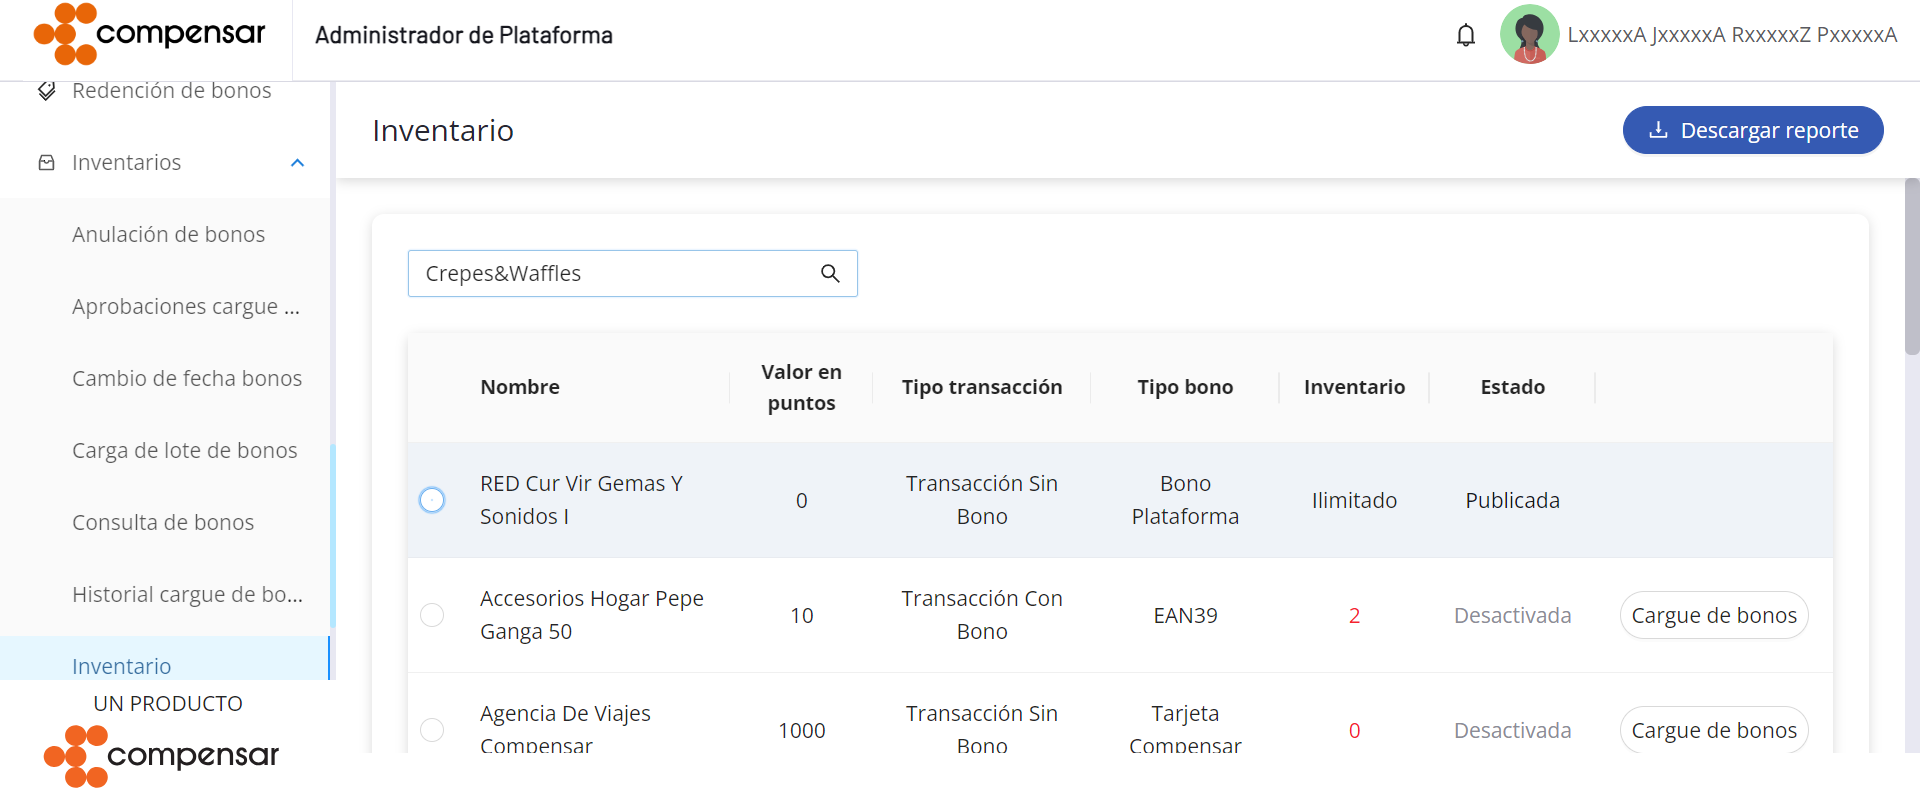 compensar
Administrador de Plataforma
LxxxxxA JxxxxxA RxxxxxZ PxxxxxA
Redención de bonos
Inventarios
Anulación de bonos
Aprobaciones cargue ...
Cambio de fecha bonos
Carga de lote de bonos
Consulta de bonos
Historial cargue de bo...
Inventario
UN PRODUCTO
compensar
Inventario
Descargar reporte
Crepes&Waffles
Nombre
Valor en
puntos
Tipo transacción
Tipo bono
Inventario
Estado
RED Cur Vir Gemas Y
Sonidos I
0
Transacción Sin
Bono
Bono
Plataforma
Ilimitado
Publicada
Accesorios Hogar Pepe
Ganga 50
10
Transacción Con
Bono
EAN39
2
Desactivada
Cargue de bonos
Agencia De Viajes
Compensar
1000
Transacción Sin
Bono
Tarjeta
Compensar
0
Desactivada
Cargue de bonos